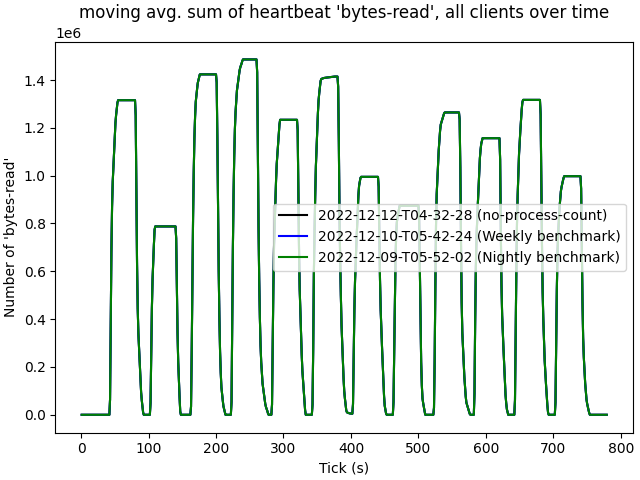 moving avg. sum of heartbeat 'bytes-read', all clients over time
1e6
1.4
1.2
1.0
0.8
0.6
0.4
0.2
0.0
Number of 'bytes-read'
2022-12-12-T04-32-28 (no-process-count)
2022-12-10-T05-42-24 (Weekly benchmark)
2022-12-09-T05-52-02 (Nightly benchmark)
0 100 200 300 400 500 600 700 800
Tick (s)